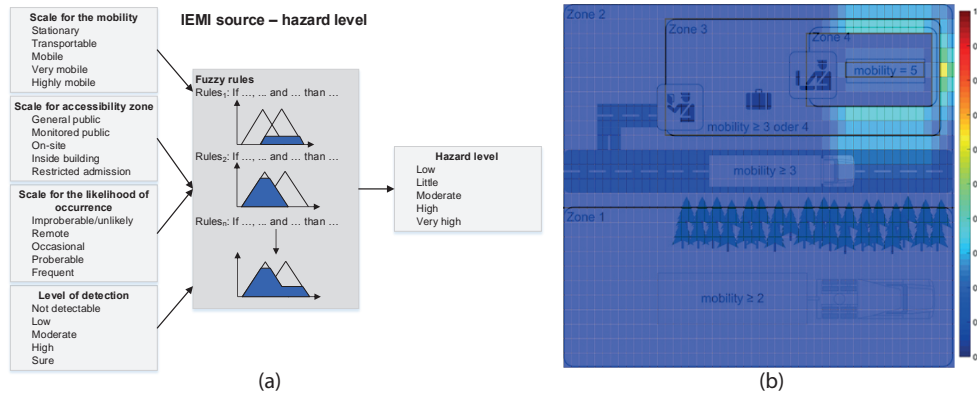 IEMI source – hazard level
Scale for the mobility
Stationary
Transportable
Mobile
Very mobile
Highly mobile
Scale for accessibility zone
General public
Monitored public
On-site
Inside building
Restricted admission
Scale for the likelihood of
occurrence
Improberable/unlikely
Remote
Occasional
Proberable
Frequent
Level of detection
Not detectable
Low
Moderate
High
Sure
Fuzzy rules
Rules1: If ..., ... and ... than ...
Rules2: If ..., ... and ... than ...
Rulesn: If ..., ... and ... than ...
Hazard level
Low
Little
Moderate
High
Very high
(a)
Zone 2
Zone 3
Zone 4
mobility = 5
mobility ≥ 3 oder 4
mobility ≥ 3
Zone 1
mobility ≥ 2
(b)